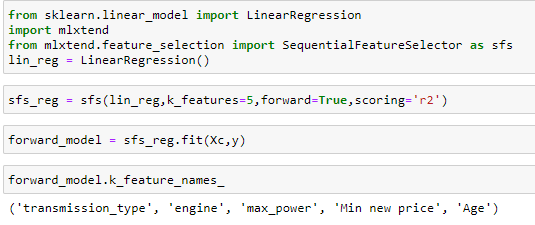 from sklearn.linear_model import LinearRegression
import mlxtend
from mlxtend.feature_selection import SequentialFeatureSelector as sfs
lin_reg = LinearRegression()
sfs_reg = sfs(lin_reg,k_features=5,forward=True,scoring='r2')
forward_model = sfs_reg.fit(Xc,y)
forward_model.k_feature_names_
('transmission_type', 'engine', 'max_power', 'Min new price', 'Age')